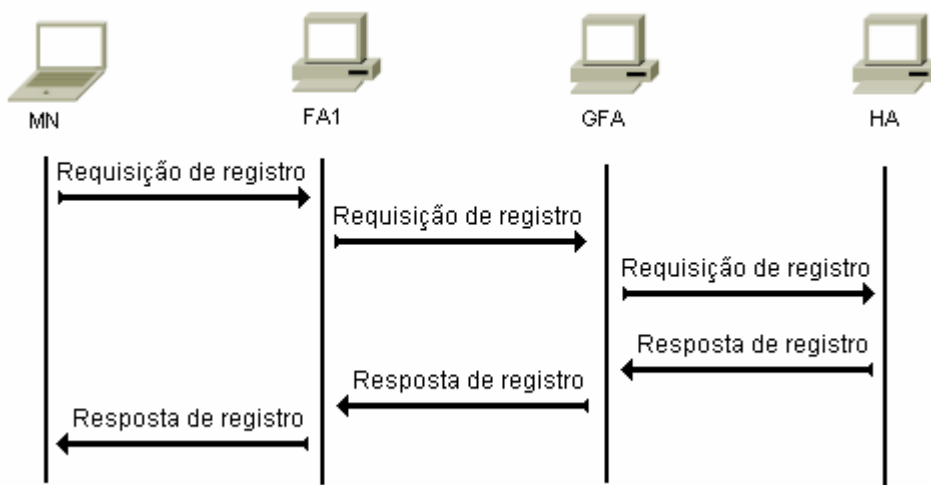 MN
FA1
GFA
HA
Requisição de registro
Requisição de registro
Requisição de registro
Resposta de registro
Resposta de registro
Resposta de registro